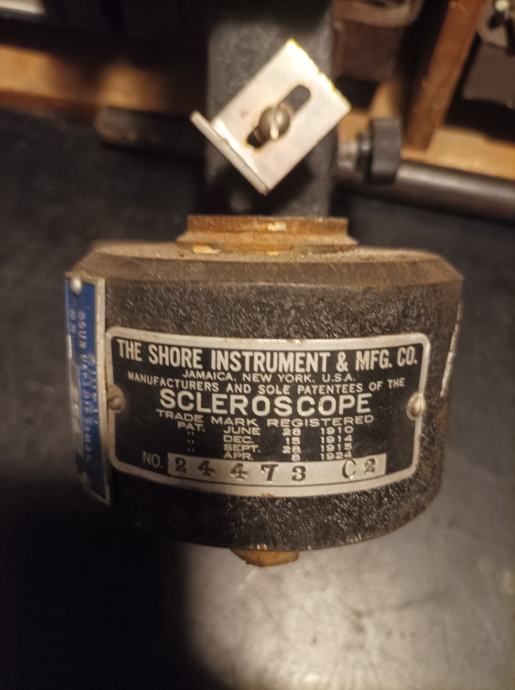 THE SHORE INSTRUMENT & MFG. CO.
JAMAICA, NEW YORK, U.S.A.
MANUFACTURERS AND SOLE PATENTEES OF THE
SCLEROSCOPE
TRADE MARK REGISTERED
PAT. JUNE 28 1910
" DEC. 15 1914
" SEPT. 28 1915
" APR. 8 1924
NO. 24473 C2